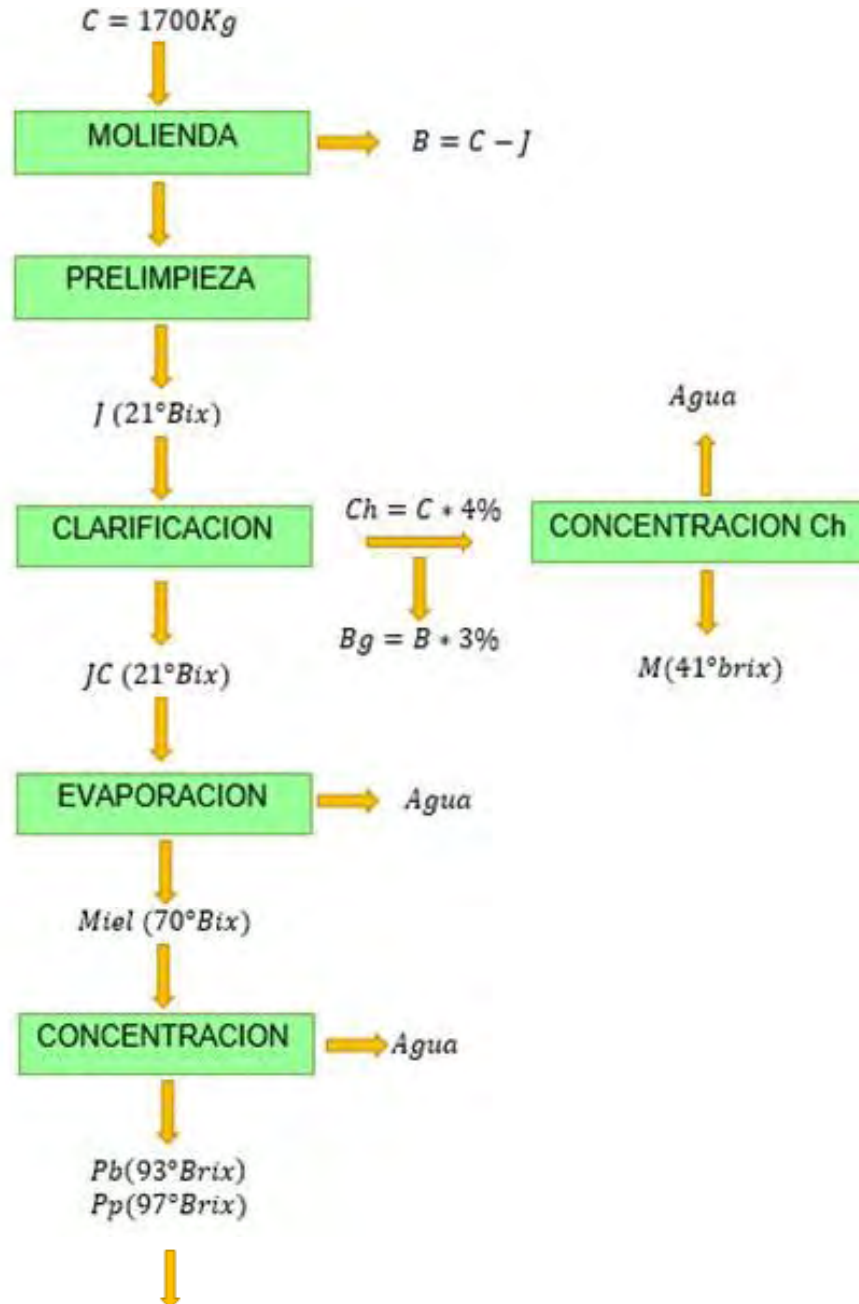 C = 1700Kg
MOLIENDA
B = C − J
PRELIMPIEZA
J (21°Bix)
Agua
CLARIFICACION
Ch = C * 4%
CONCENTRACION Ch
Bg = B * 3%
JC (21°Bix)
M(41°brix)
EVAPORACION
Agua
Miel (70°Bix)
CONCENTRACION
Agua
Pb(93°Brix)
Pp(97°Brix)